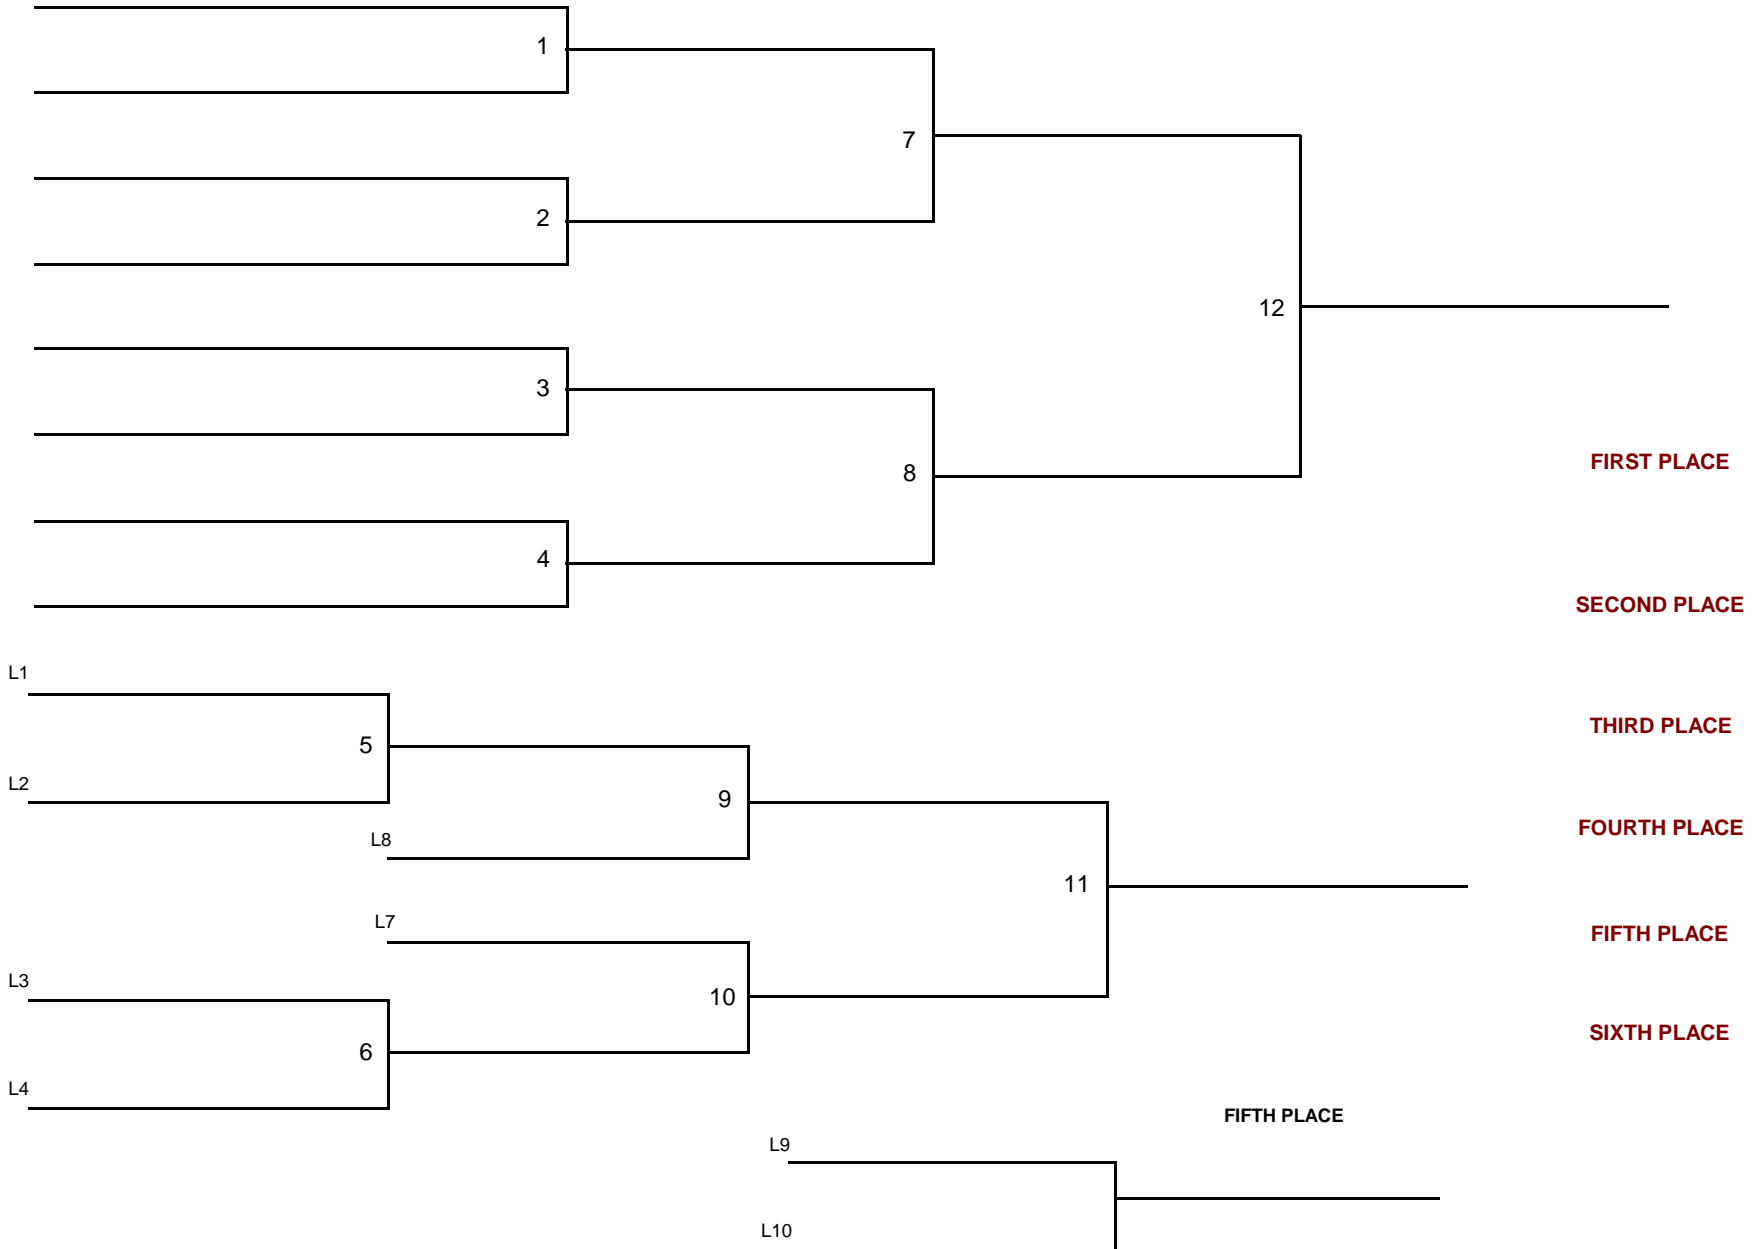 1
7
2
12
3
FIRST PLACE
8
4
SECOND PLACE
L1
THIRD PLACE
5
L2
9
FOURTH PLACE
L8
11
L7
FIFTH PLACE
L3
10
SIXTH PLACE
6
L4
FIFTH PLACE
L9
L10